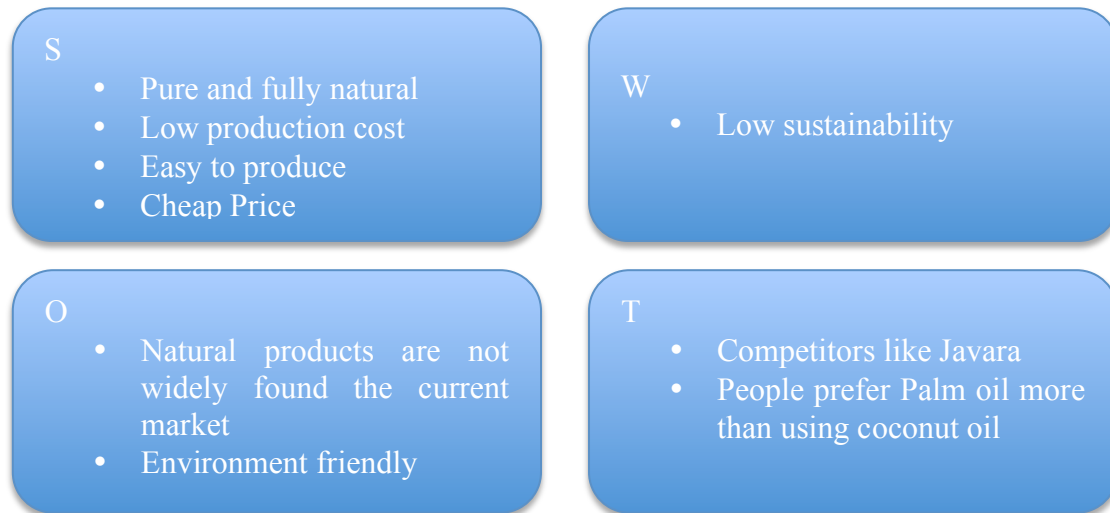 S
• Pure and fully natural
• Low production cost
• Easy to produce
• Cheap Price
W
• Low sustainability
O
• Natural products are not
widely found the current
market
• Environment friendly
T
• Competitors like Javara
• People prefer Palm oil more
than using coconut oil